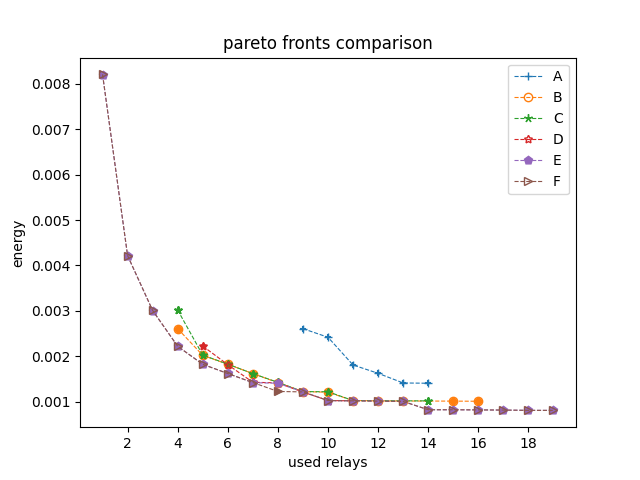 pareto fronts comparison
energy
0.008
0.007
0.006
0.005
0.004
0.003
0.002
0.001
A
B
C
D
E
F
2 4 6 8 10 12 14 16 18
used relays